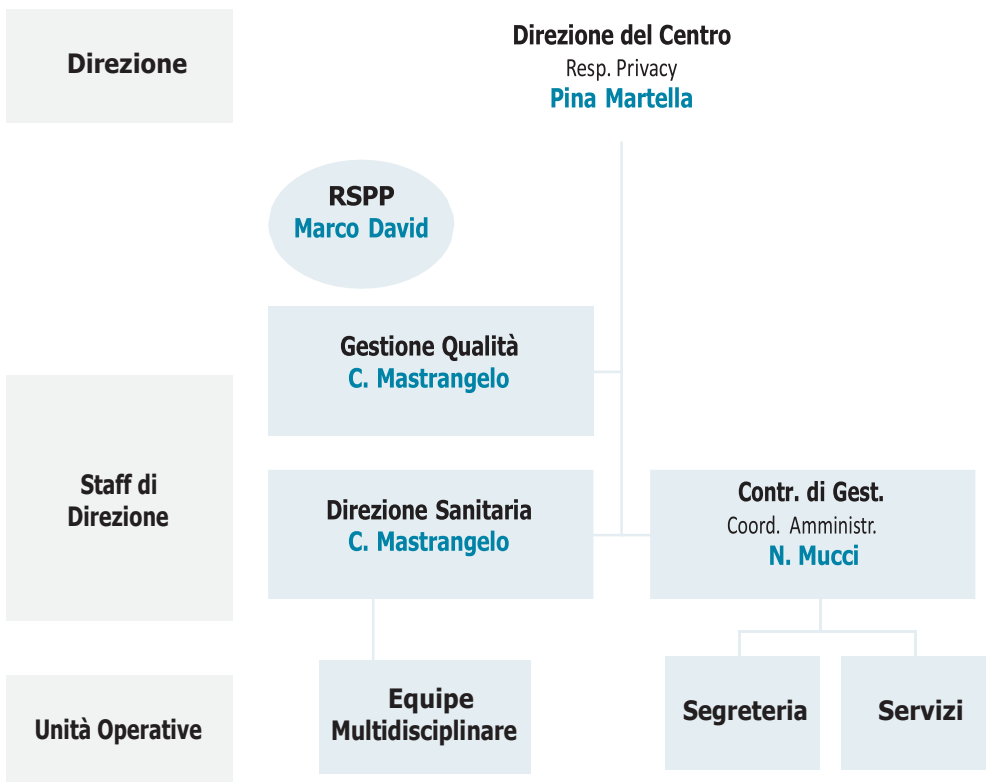 Direzione
Direzione del Centro
Resp. Privacy
Pina Martella
RSPP
Marco David
Gestione Qualità
C. Mastrangelo
Staff di
Direzione
Direzione Sanitaria
C. Mastrangelo
Contr. di Gest.
Coord. Amministr.
N. Mucci
Unità Operative
Equipe
Multidisciplinare
Segreteria
Servizi